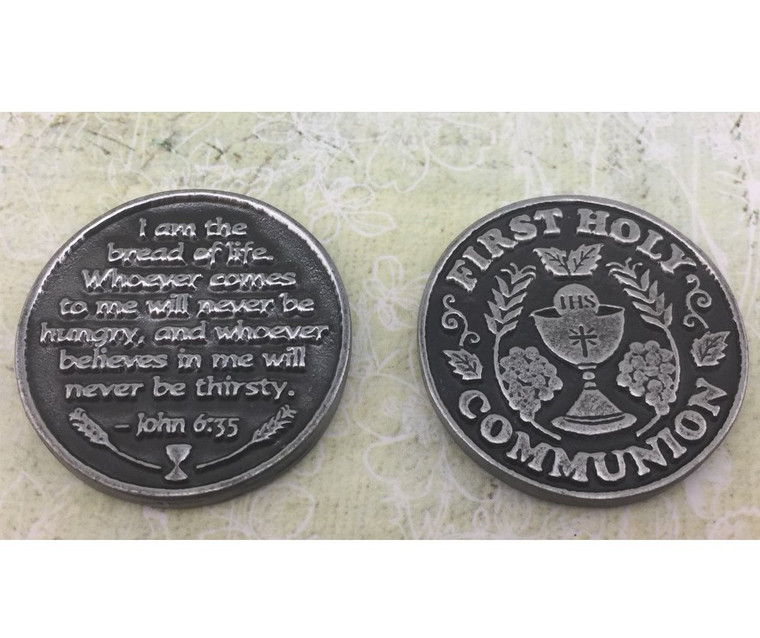 I am the
bread of life.
Whoever comes
to me will never be
hungry, and whoever
believes in me will
never be thirsty.
– John 6:35
FIRST HOLY
IHS
COMMUNION